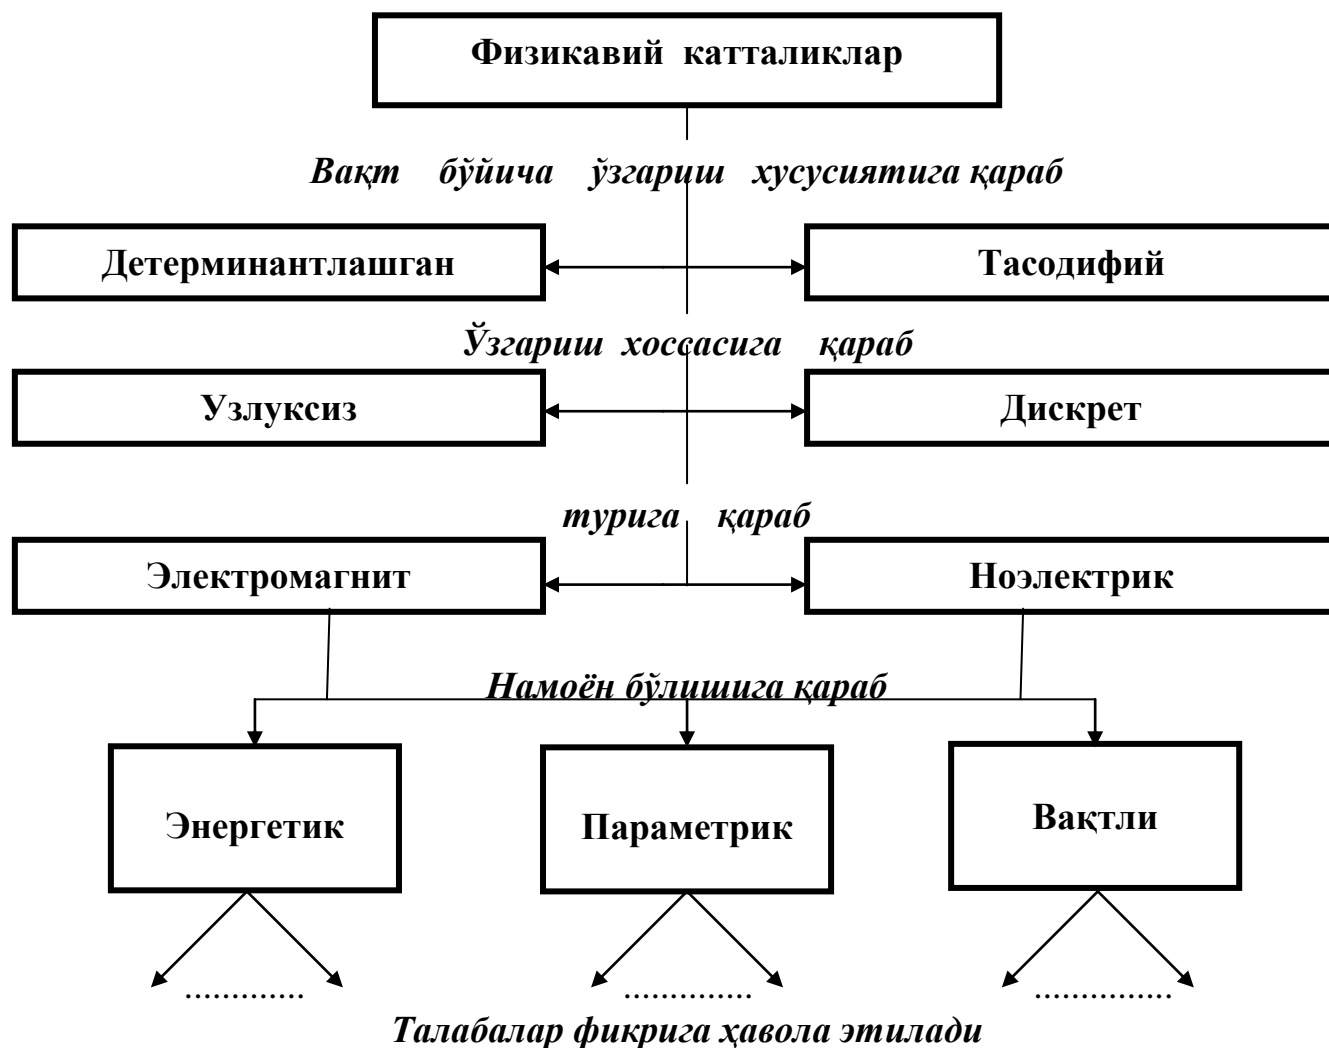 Физикавий катталиклар
Вақт бўйича ўзгариш хусусиятига қараб
Детерминантлашган
Тасодифий
Ўзгариш хоссасига қараб
Узлуксиз
Дискрет
турига қараб
Электромагнит
Ноэлектрик
Намоён бўлишига қараб
Энергетик
Параметрик
Вақтли
.............
..............
...............
Талабалар фикрига ҳавола этилади